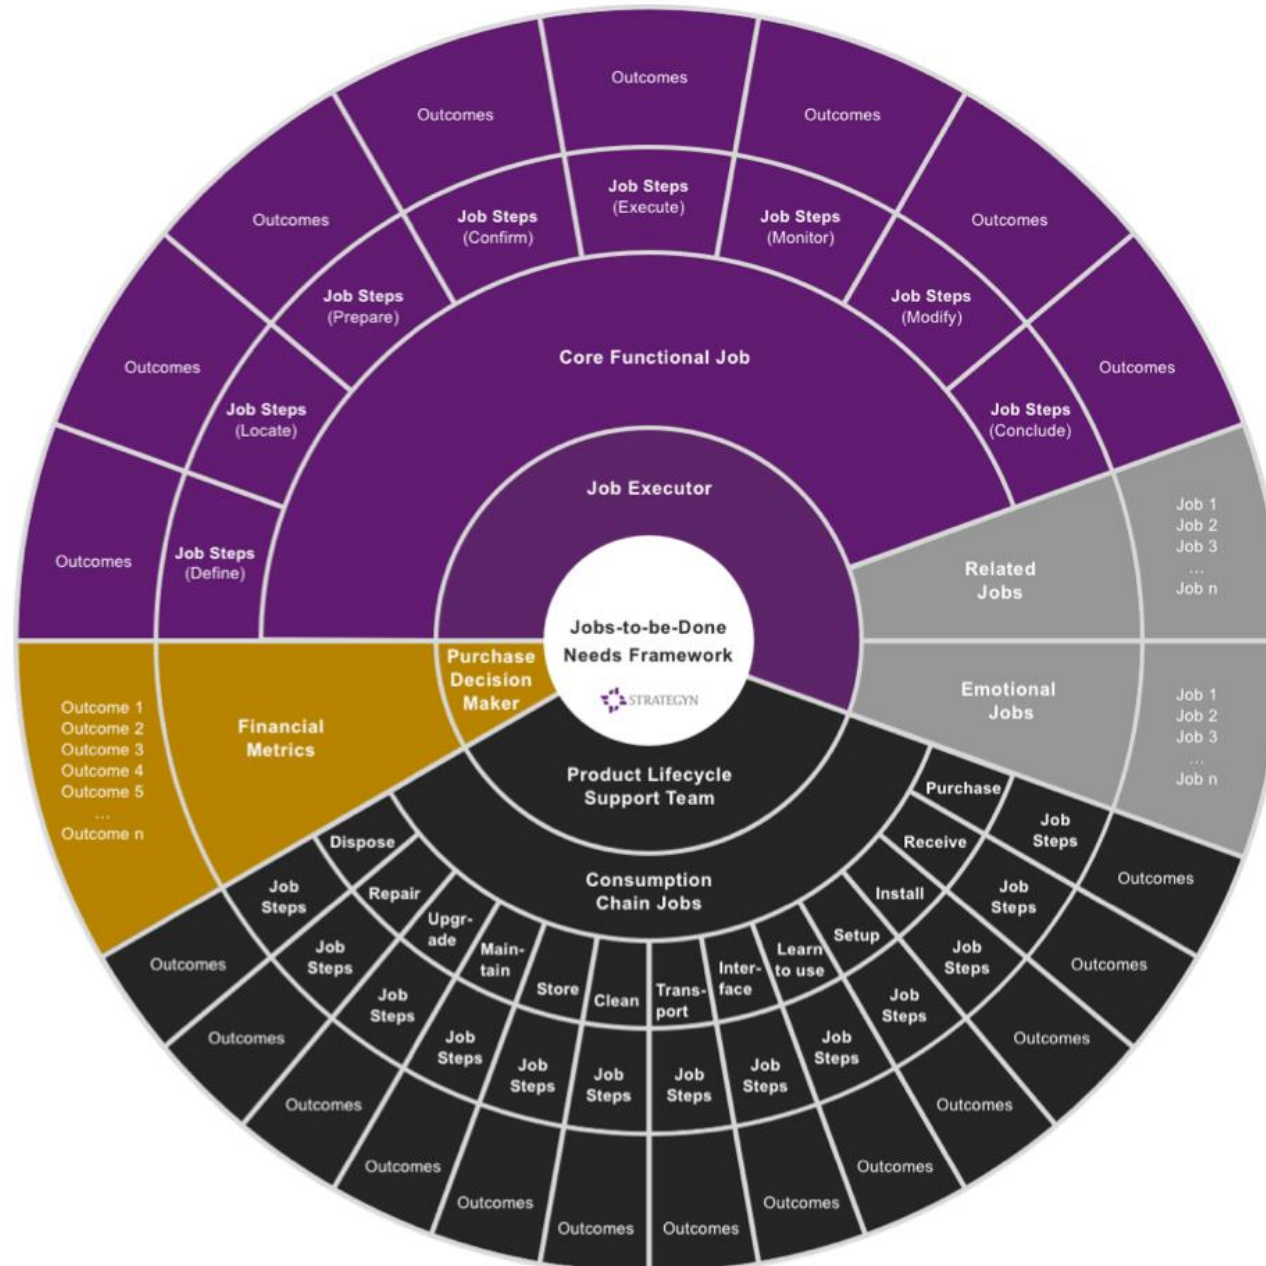 Outcomes
Outcomes
Outcomes
Outcomes
Outcomes
Outcomes
Outcomes
Outcomes
Outcomes
Job Steps
(Define)
Job Steps
(Locate)
Job Steps
(Prepare)
Job Steps
(Confirm)
Job Steps
(Execute)
Job Steps
(Monitor)
Job Steps
(Modify)
Job Steps
(Conclude)
Core Functional Job
Job Executor
Jobs-to-be-Done
Needs Framework
STRATEGYN
Related
Jobs
Job 1
Job 2
Job 3
...
Job n
Emotional
Jobs
Job 1
Job 2
Job 3
...
Job n
Purchase
Decision
Maker
Financial
Metrics
Outcome 1
Outcome 2
Outcome 3
Outcome 4
Outcome 5
...
Outcome n
Product Lifecycle
Support Team
Consumption
Chain Jobs
Purchase
Receive
Install
Setup
Learn
to use
Inter-
face
Trans-
port
Clean
Store
Main-
tain
Upgr-
ade
Repair
Dispose
Job
Steps
Job
Steps
Job
Steps
Job
Steps
Job
Steps
Job
Steps
Job
Steps
Job
Steps
Job
Steps
Job
Steps
Job
Steps
Job
Steps
Job
Steps
Outcomes
Outcomes
Outcomes
Outcomes
Outcomes
Outcomes
Outcomes
Outcomes
Outcomes
Outcomes
Outcomes
Outcomes